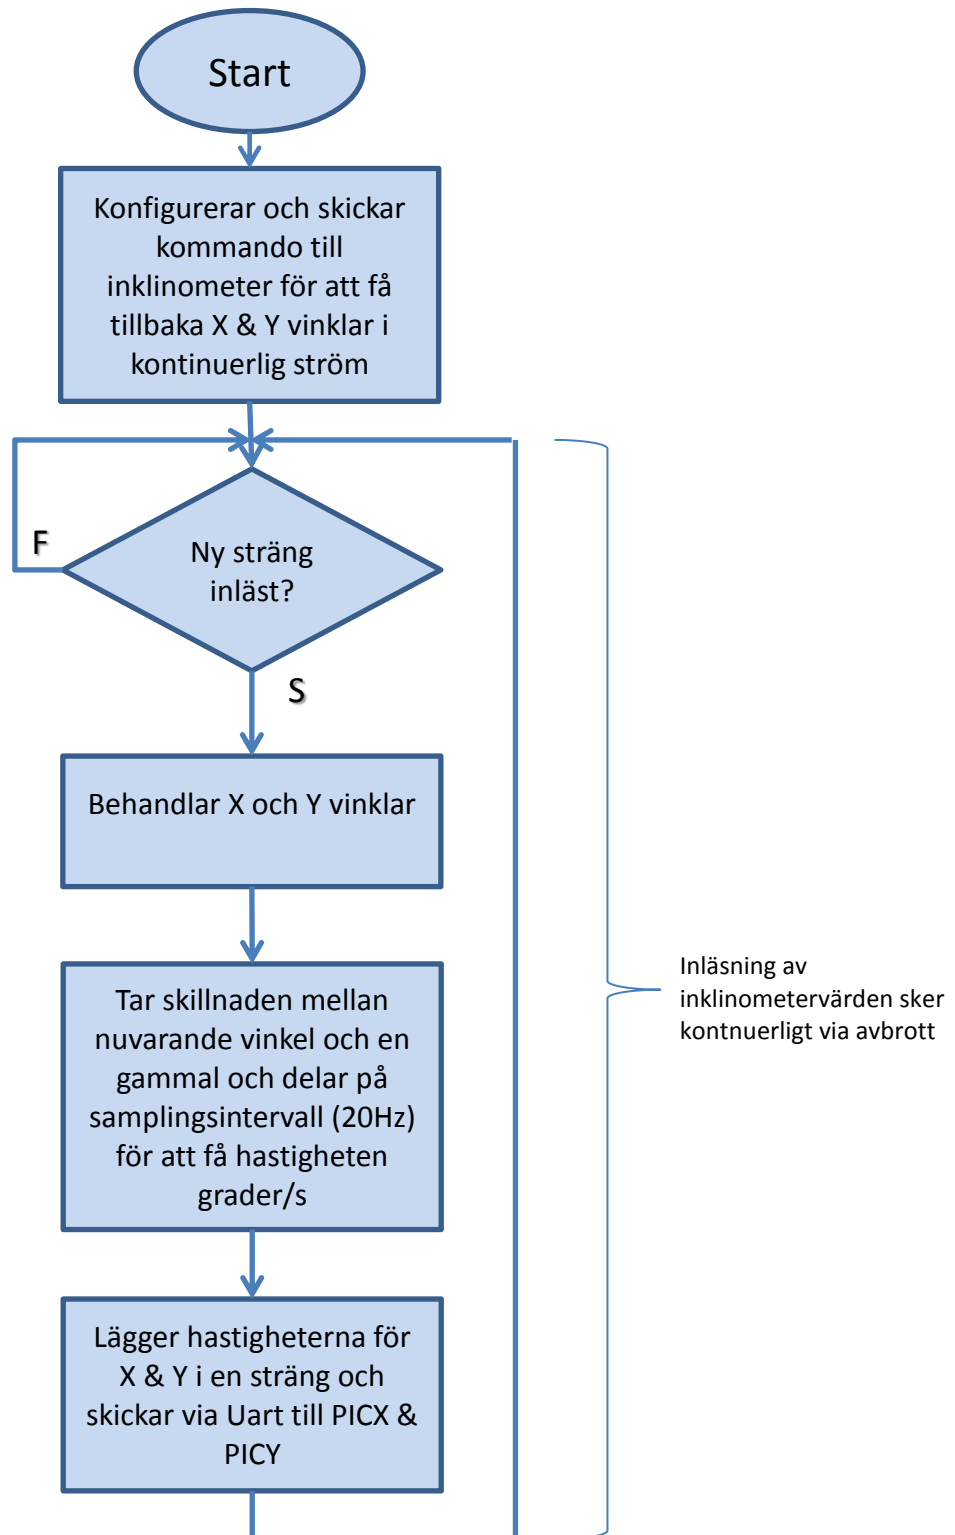 Start
Konfigurerar och skickar
kommando till
inklinometer för att få
tillbaka X & Y vinklar i
kontinuerlig ström
F
Ny sträng
inläst?
S
Behandlar X och Y vinklar
Tar skillnaden mellan
nuvarande vinkel och en
gammal och delar på
samplingsintervall (20Hz)
för att få hastigheten
grader/s
Inläsning av
inklinometervärden sker
kontnuerligt via avbrott
Lägger hastigheterna för
X & Y i en sträng och
skickar via Uart till PICX &
PICY